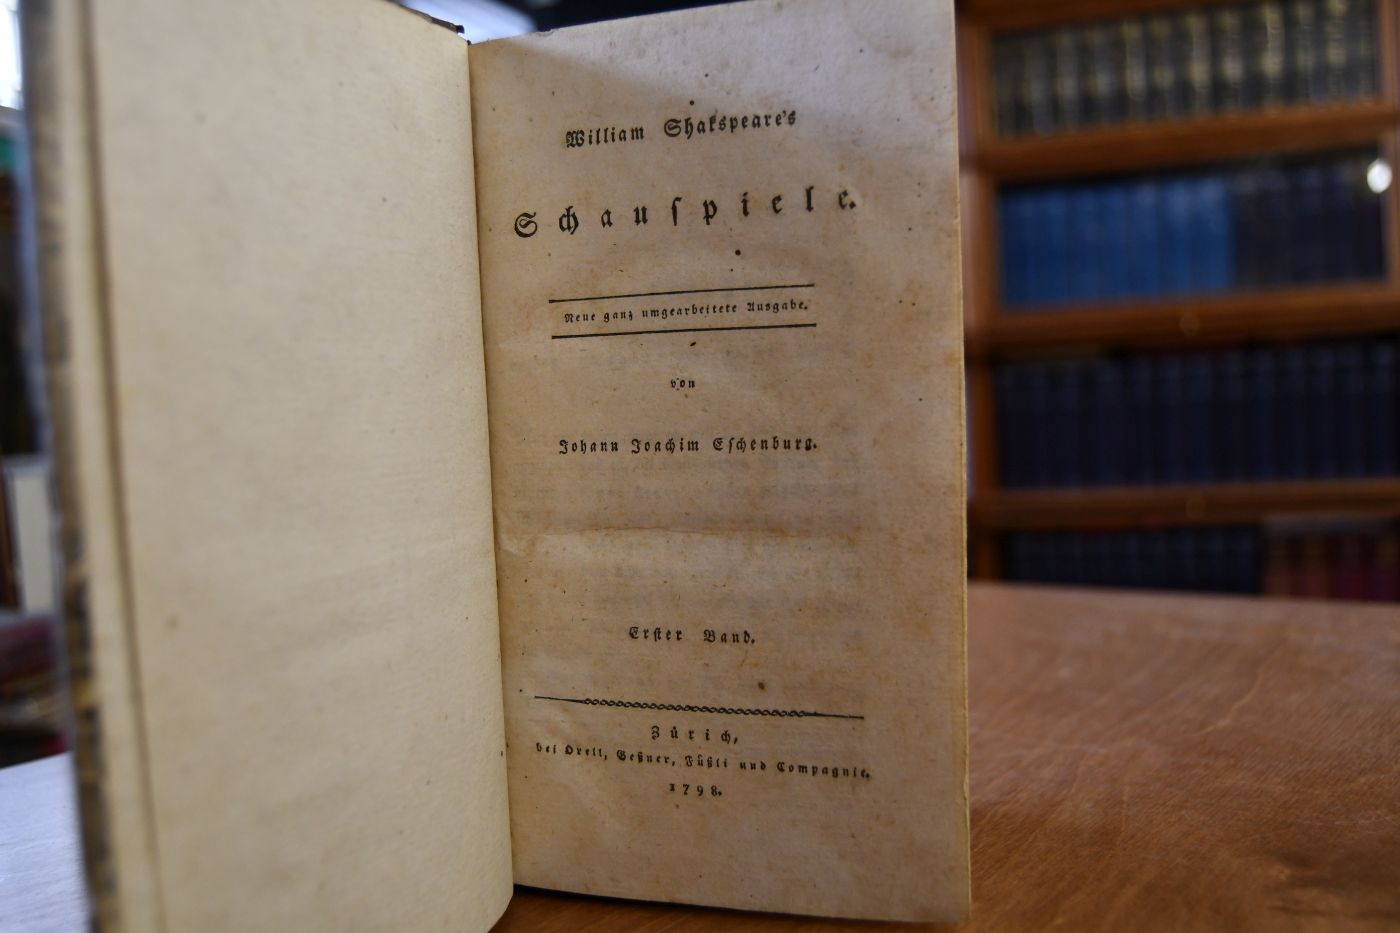 William Shakspeare's
Schauſpiele.
Neue ganz umgearbeitete Ausgabe.
von
Johann Joachim Eſchenburg.
Erſter Band.
Zürich,
bei Orell, Geßner, Füßli und Compagnie.
1798.